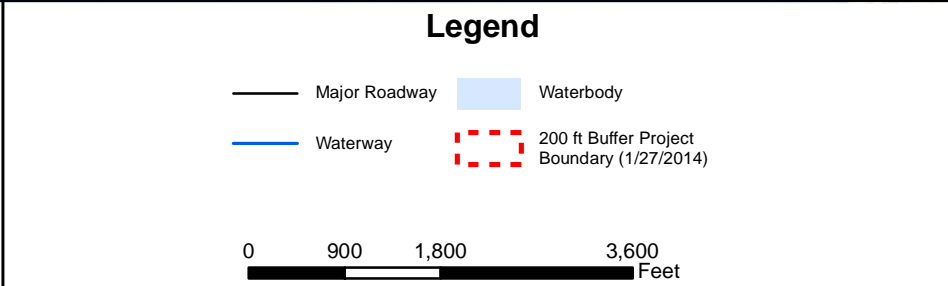 Legend
Major Roadway
Waterbody
Waterway
200 ft Buffer Project
Boundary (1/27/2014)
0 900 1,800 3,600
Feet